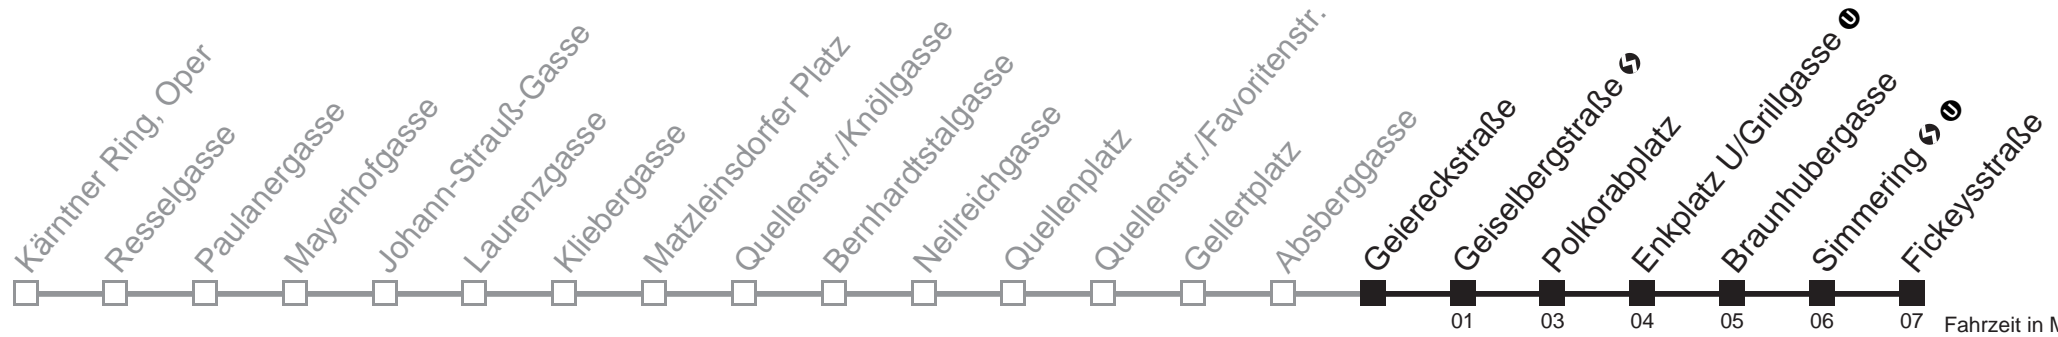 Kärntner Ring, Oper
Resselgasse
Paulanergasse
Mayerhofgasse
Johann-Strauß-Gasse
Laurenzgasse
Kliebergasse
Matzleinsdorfer Platz
Quellenstr./Knöllgasse
Bernhardtstalgasse
Neilreichgasse
Quellenplatz
Quellenstr./Favoritenstr.
Gellertplatz
Absberggasse
Geiereckstraße
Geiselbergstraße
Polkorabplatz
Enkplatz U/Grillgasse U
Braunhubergasse
Simmering U
Fickeysstraße
01 03 04 05 06 07 Fahrzeit in M